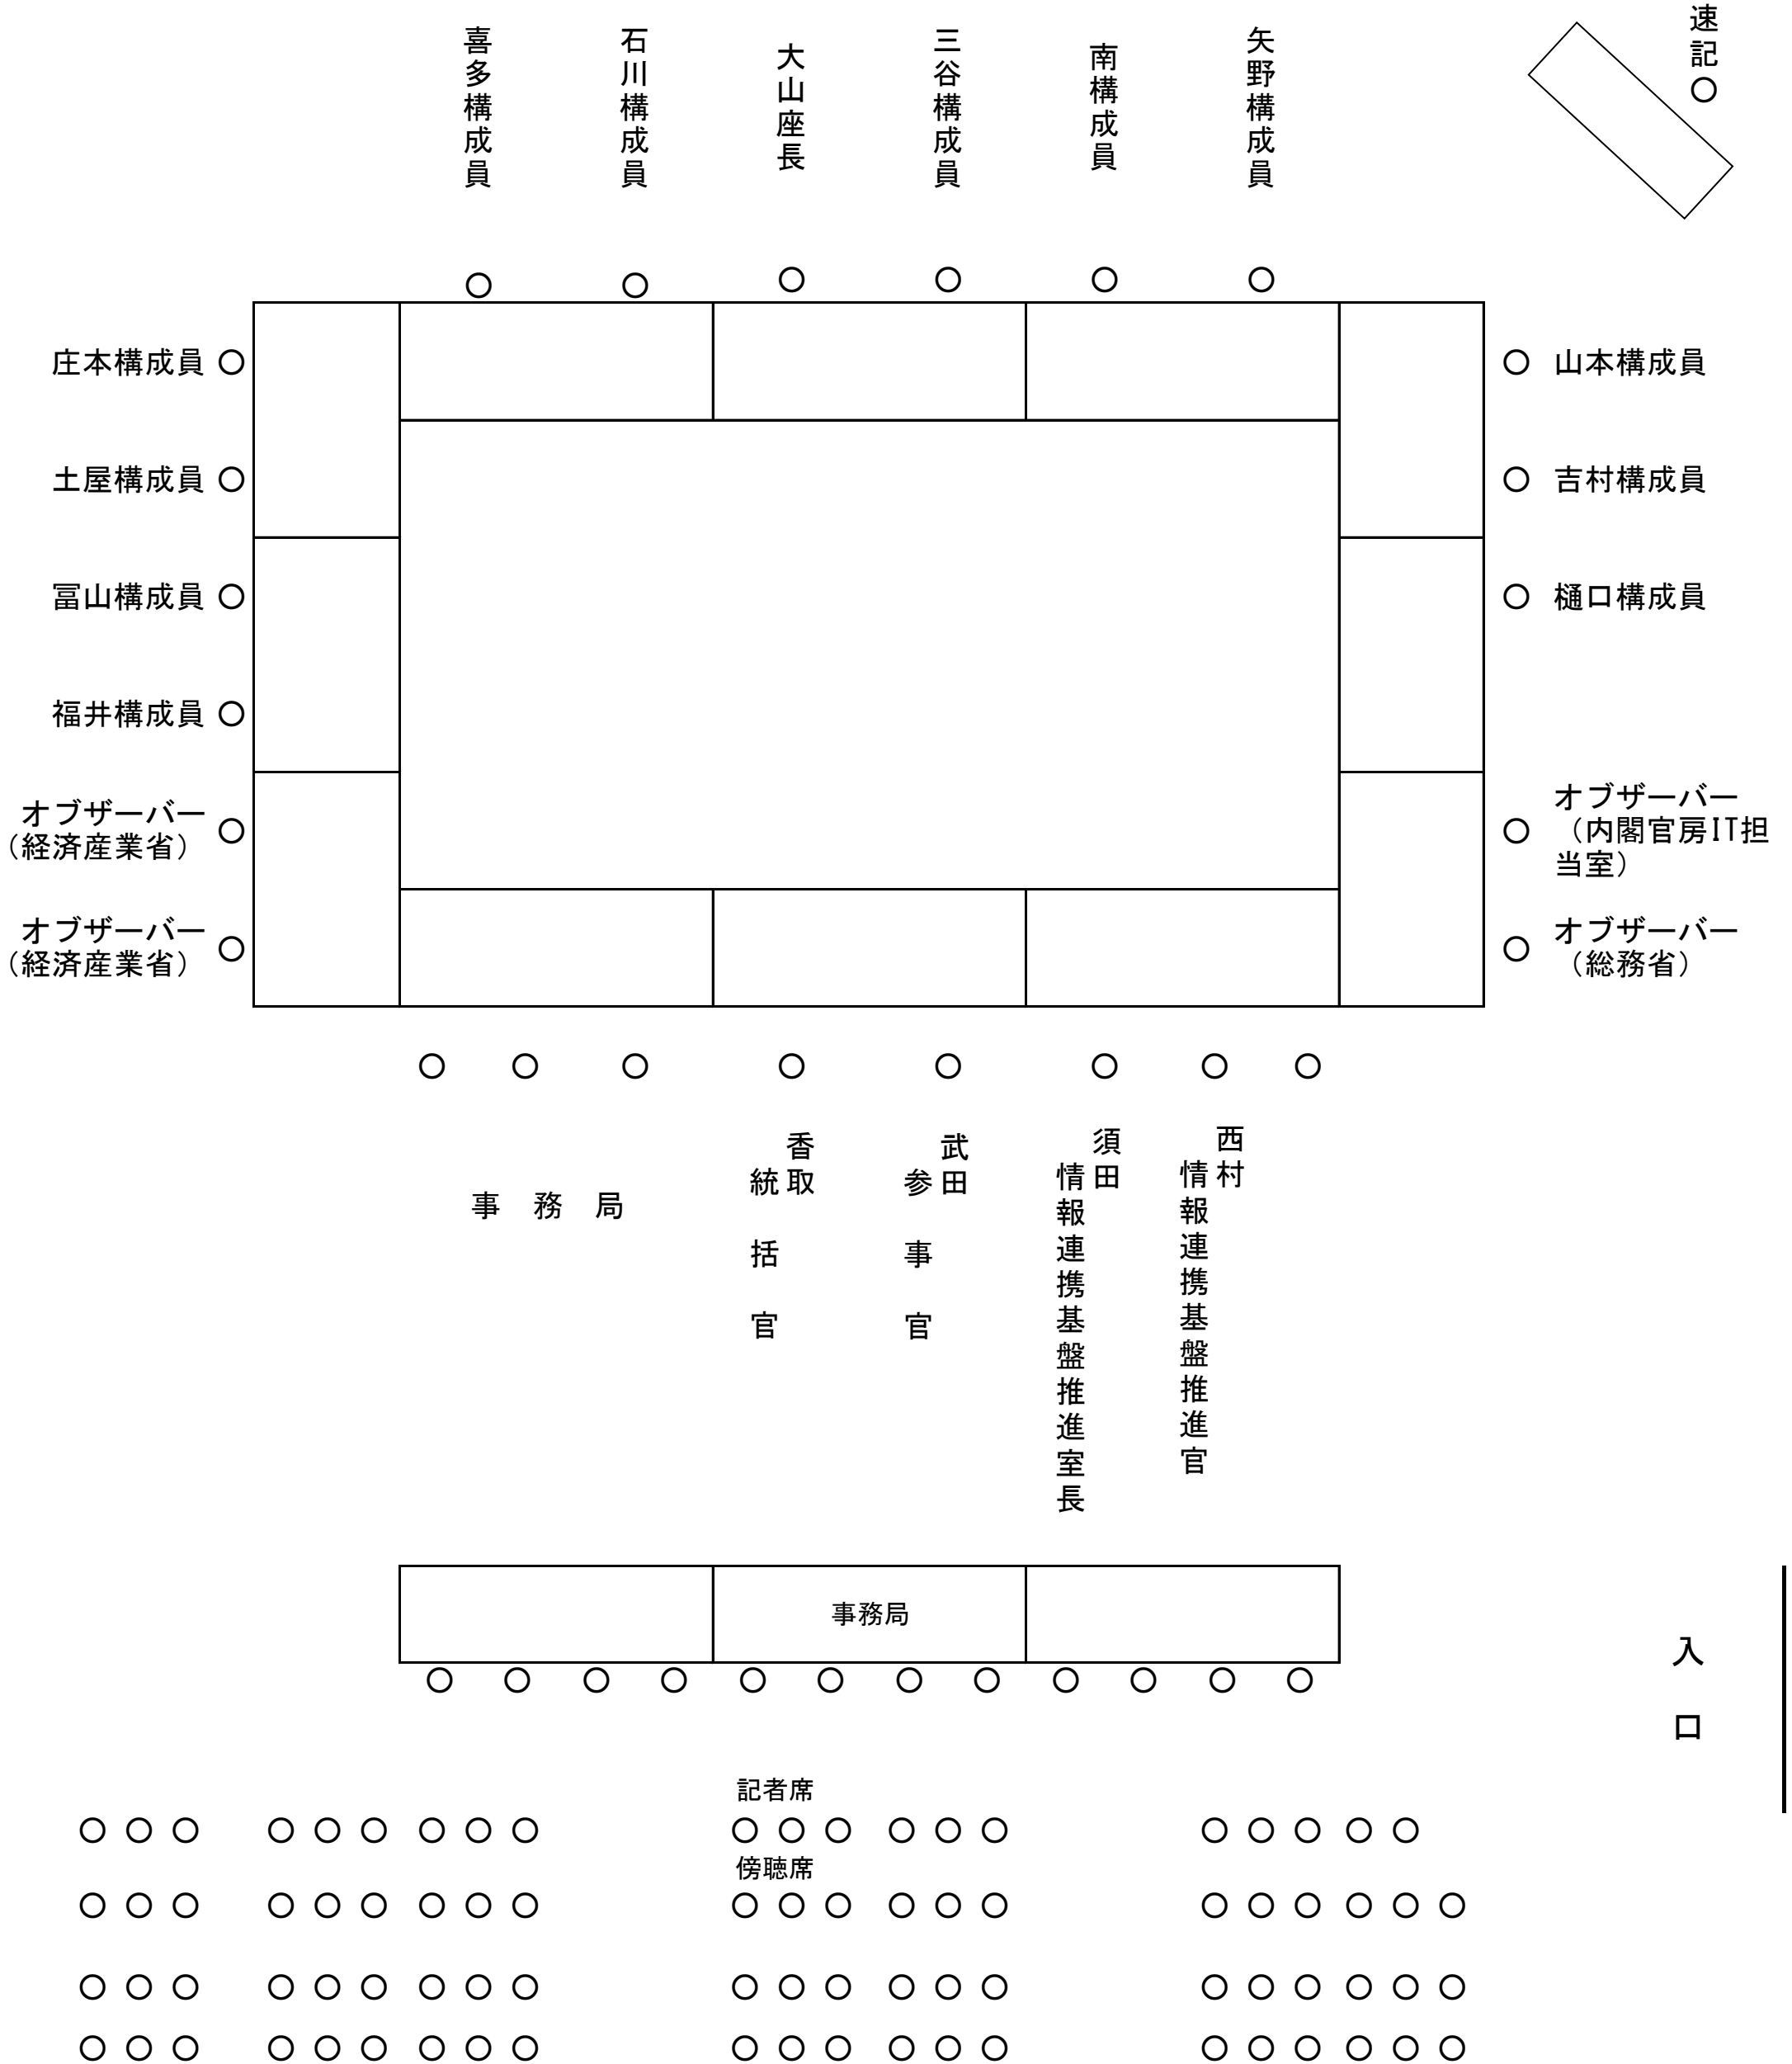 喜多構成員
石川構成員
大山座長
三谷構成員
南構成員
矢野構成員
速記
庄本構成員
土屋構成員
冨山構成員
福井構成員
オブザーバー
（経済産業省）
オブザーバー
（経済産業省）
山本構成員
吉村構成員
樋口構成員
オブザーバー
（内閣官房IT担
当室）
オブザーバー
（総務省）
事　務　局
香取
統　括　官
武田
参　事　官
須田
情報連携基盤推進室長
西村
情報連携基盤推進官
事務局
入　口
記者席
傍聴席